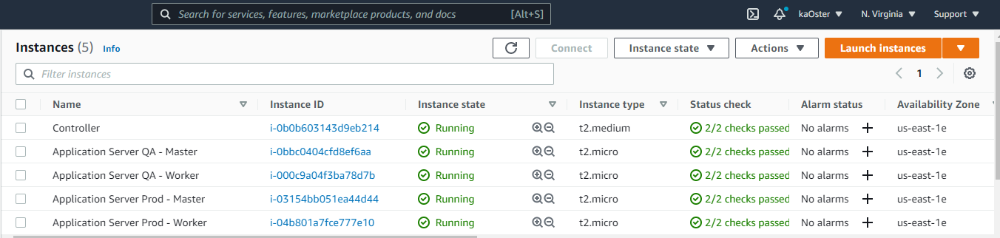 Search for services, features, marketplace products, and docs [Alt+S] kaOster N. Virginia Support
Instances (5) Info Connect Instance state Actions Launch instances
Filter instances 1
Name Instance ID Instance state Instance type Status check Alarm status Availability Zone
Controller i-0b0b603143d9eb214 Running t2.medium 2/2 checks passed No alarms us-east-1e
Application Server QA - Master i-0bbc0404cfd8ef6aa Running t2.micro 2/2 checks passed No alarms us-east-1e
Application Server QA - Worker i-000c9a04f3ba78d7b Running t2.micro 2/2 checks passed No alarms us-east-1e
Application Server Prod - Master i-03154bb051ea44d44 Running t2.micro 2/2 checks passed No alarms us-east-1e
Application Server Prod - Worker i-04b801a7fce777e10 Running t2.micro 2/2 checks passed No alarms us-east-1e